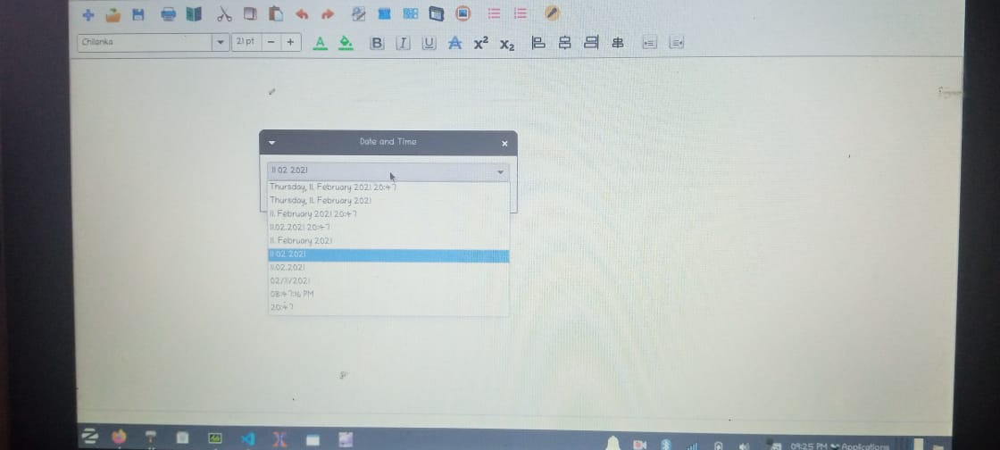 Chilanka
21 pt
A
B I U A X² X₂
Date and Time
11 02 2021
Thursday, 11. February 2021 20:47
Thursday, 11. February 2021
11. February 2021 20:47
11.02.2021 20:47
11. February 2021
11 02 2021
11.02.2021
02/11/2021
08:47:16 PM
20:47
09:25 PM
Applications